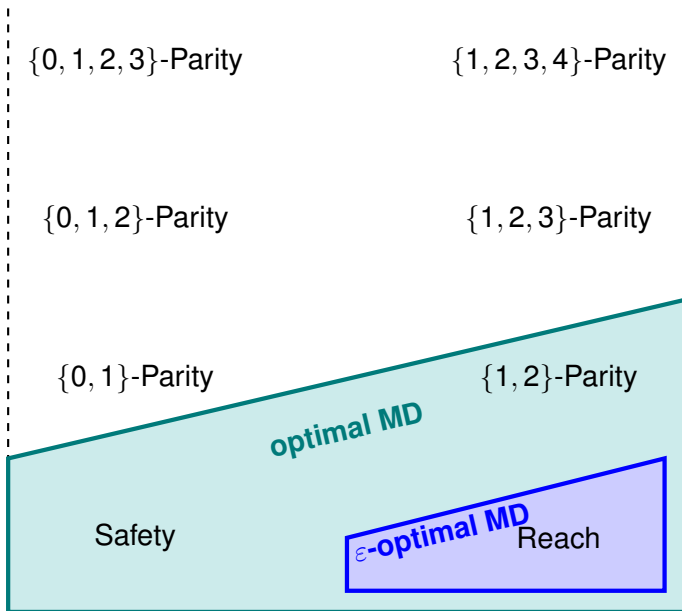 {0, 1, 2, 3}-Parity
{1, 2, 3, 4}-Parity
{0, 1, 2}-Parity
{1, 2, 3}-Parity
{0, 1}-Parity
{1, 2}-Parity
optimal MD
Safety
ε-optimal MD
Reach